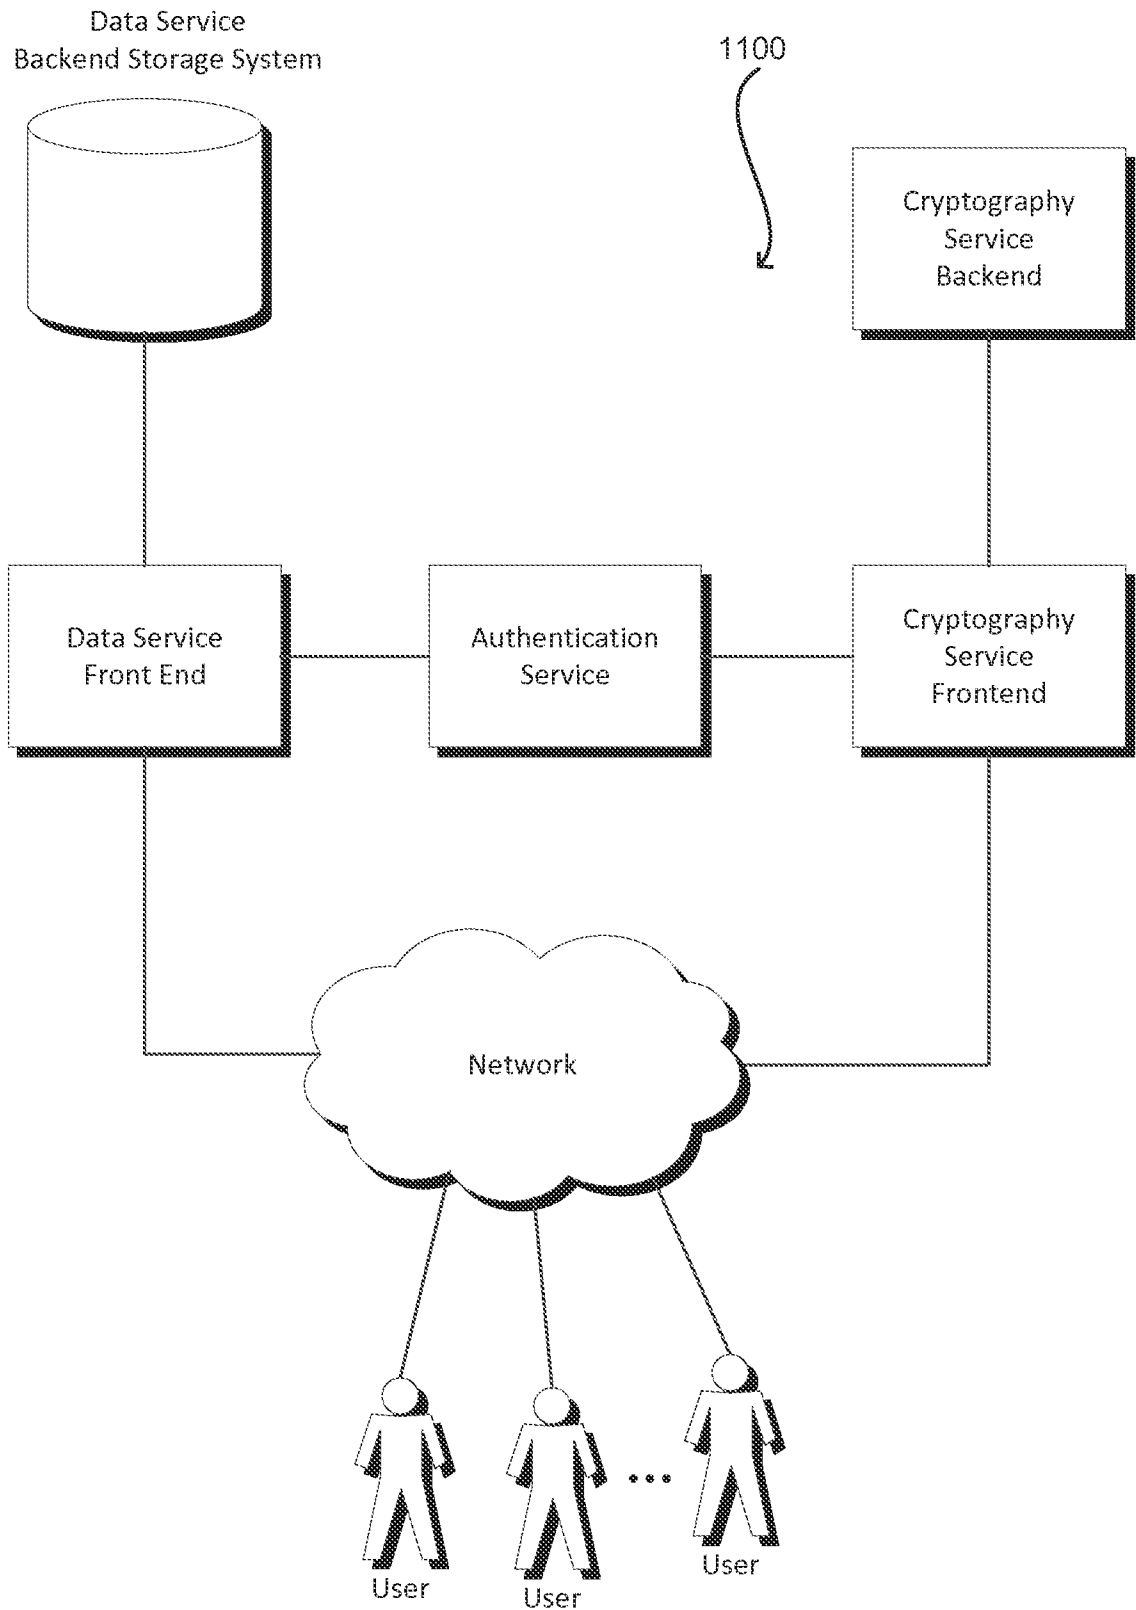 Data Service
Backend Storage System
1100
Cryptography
Service
Backend
Data Service
Front End
Authentication
Service
Cryptography
Service
Frontend
Network
User
User
User